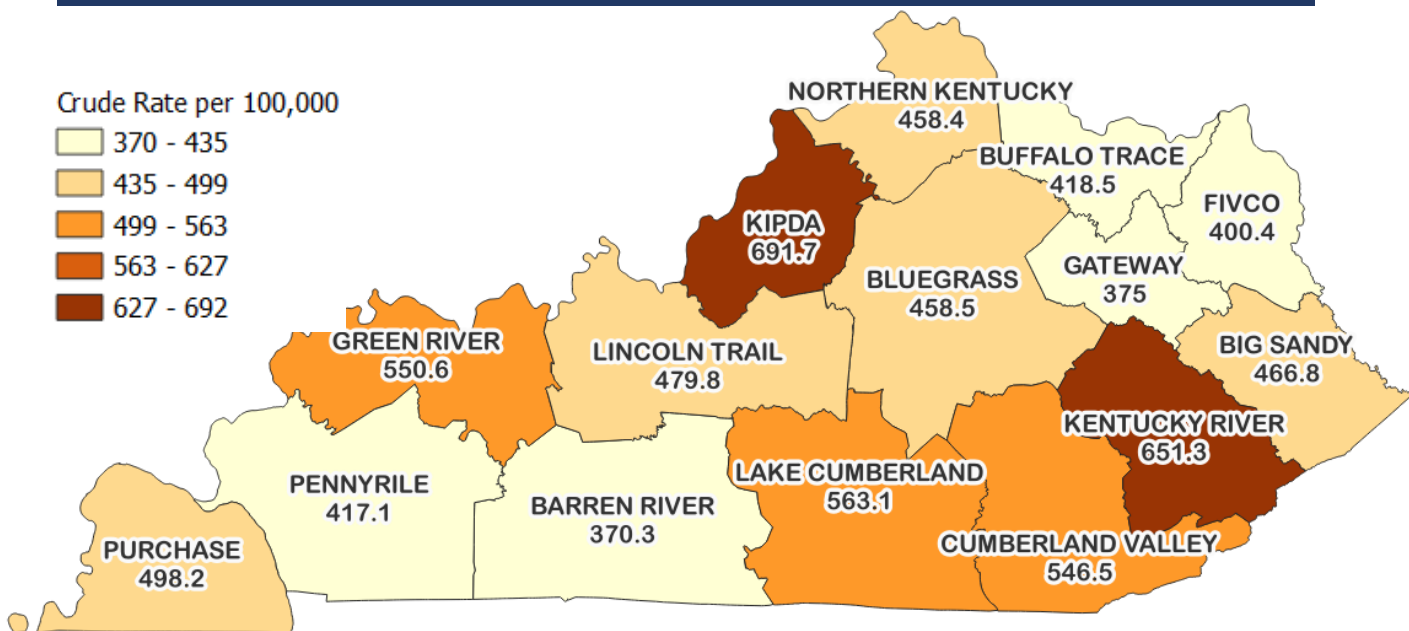 Crude Rate per 100,000
370 - 435
435 - 499
499 - 563
563 - 627
627 - 692
NORTHERN KENTUCKY
458.4
BUFFALO TRACE
418.5
FIVCO
400.4
KIPDA
691.7
GATEWAY
375
BLUEGRASS
458.5
GREEN RIVER
550.6
LINCOLN TRAIL
479.8
BIG SANDY
466.8
KENTUCKY RIVER
651.3
PENNYRILE
417.1
BARREN RIVER
370.3
LAKE CUMBERLAND
563.1
CUMBERLAND VALLEY
546.5
PURCHASE
498.2